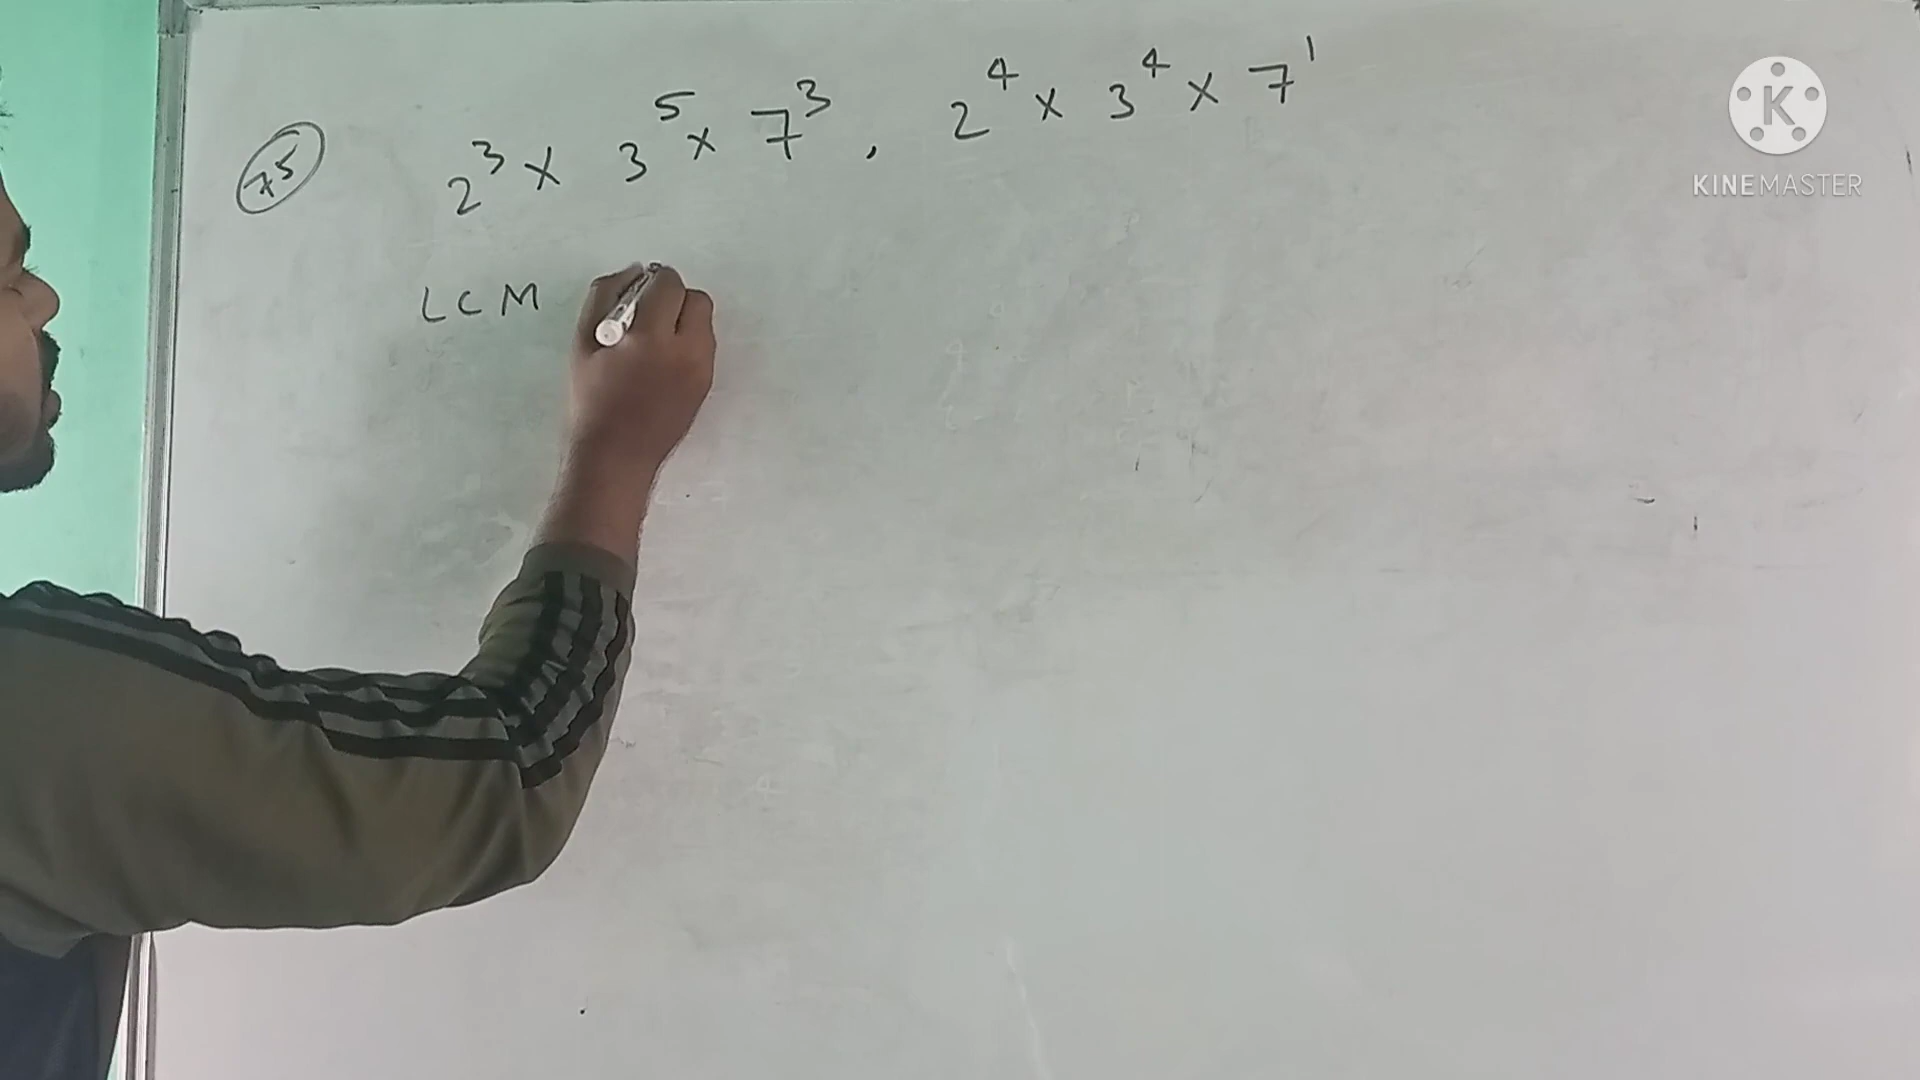 75 2³ × 3⁵ × 7³ , 2⁴ × 3⁴ × 7¹
LCM
K
KINEMASTER